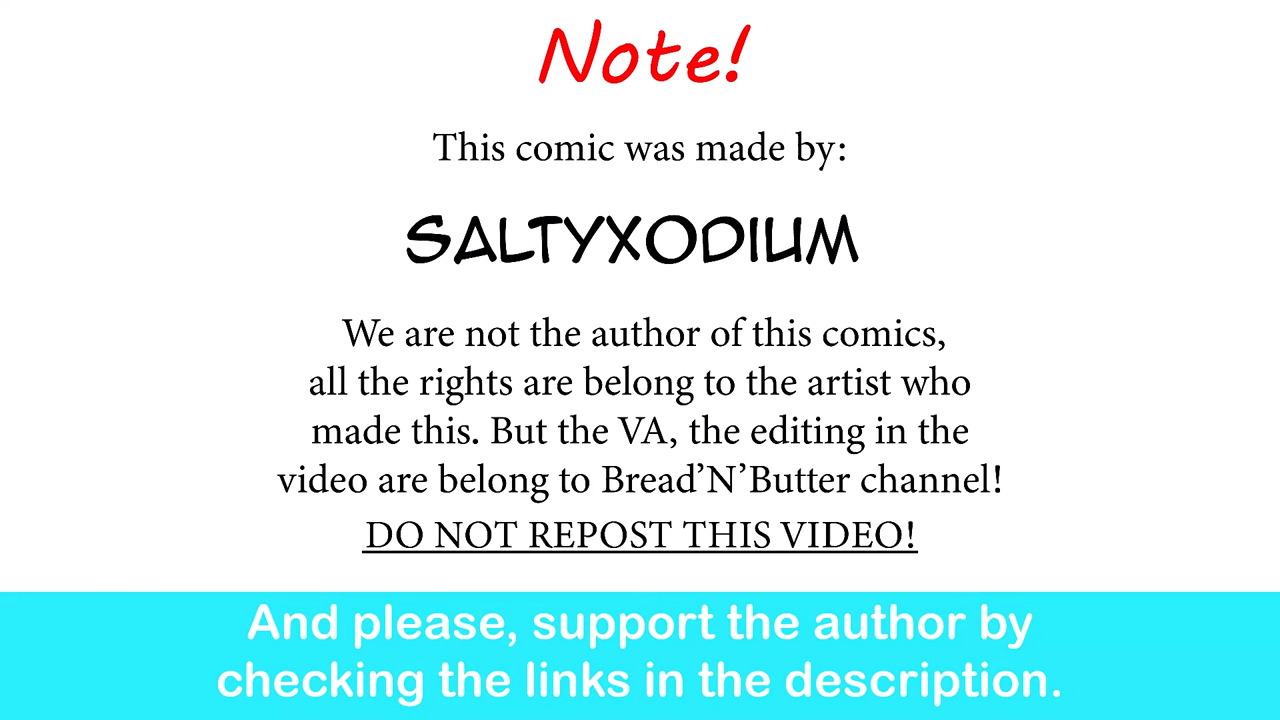 Note!
This comic was made by:
SALTYXODIUM
We are not the author of this comics,
all the rights are belong to the artist who
made this. But the VA, the editing in the
video are belong to Bread’N’Butter channel!
DO NOT REPOST THIS VIDEO!
And please, support the author by
checking the links in the description.